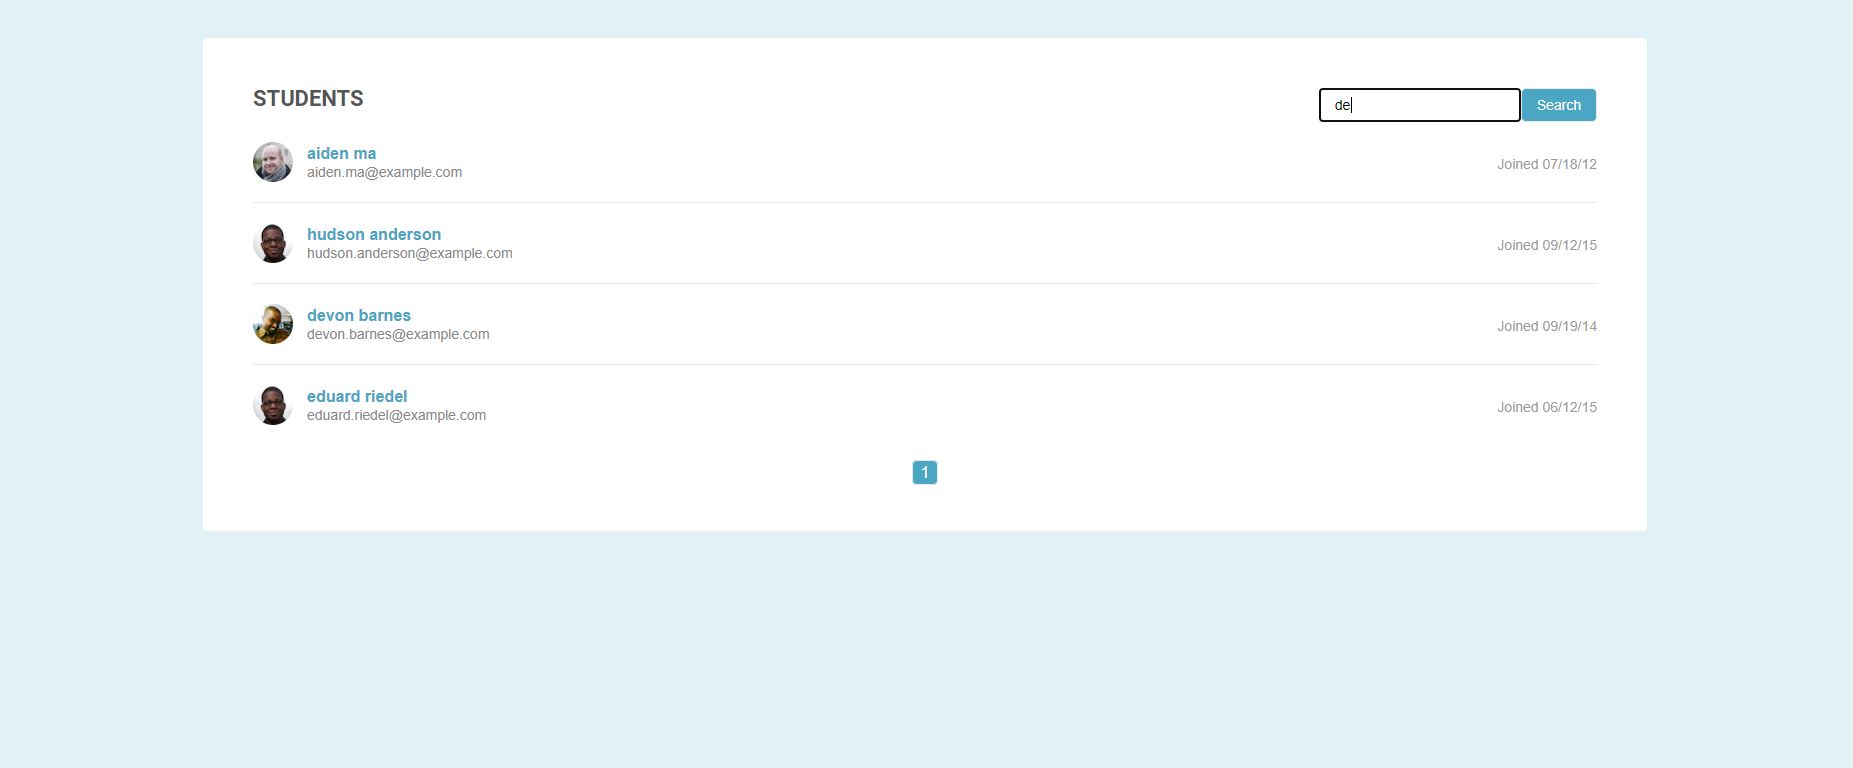 STUDENTS
de
Search
aiden ma
aiden.ma@example.com
Joined 07/18/12
hudson anderson
hudson.anderson@example.com
Joined 09/12/15
devon barnes
devon.barnes@example.com
Joined 09/19/14
eduard riedel
eduard.riedel@example.com
Joined 06/12/15
1